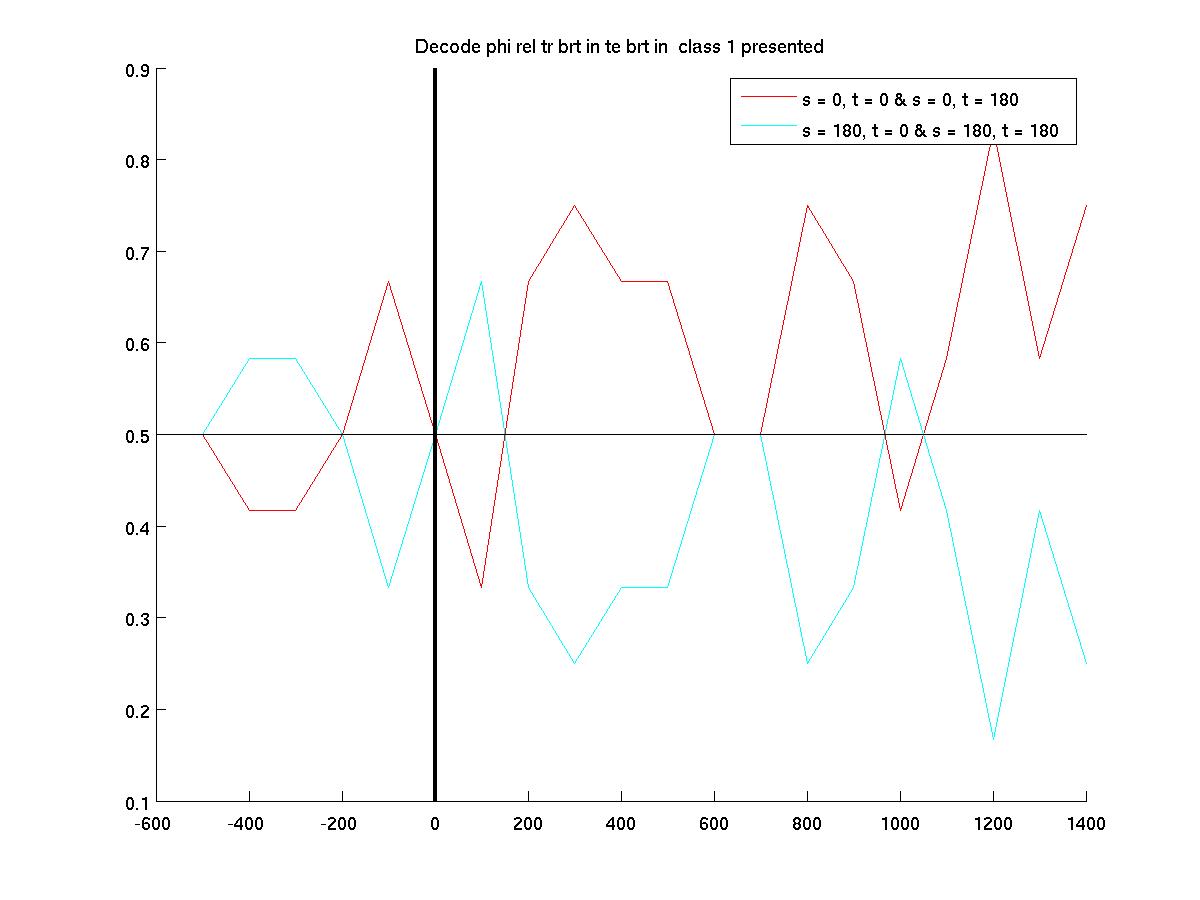 Decode phi rel tr brt in te brt in  class 1 presented
s = 0, t = 0 & s = 0, t = 180
s = 180, t = 0 & s = 180, t = 180
0.9
0.8
0.7
0.6
0.5
0.4
0.3
0.2
0.1
-600 -400 -200 0 200 400 600 800 1000 1200 1400